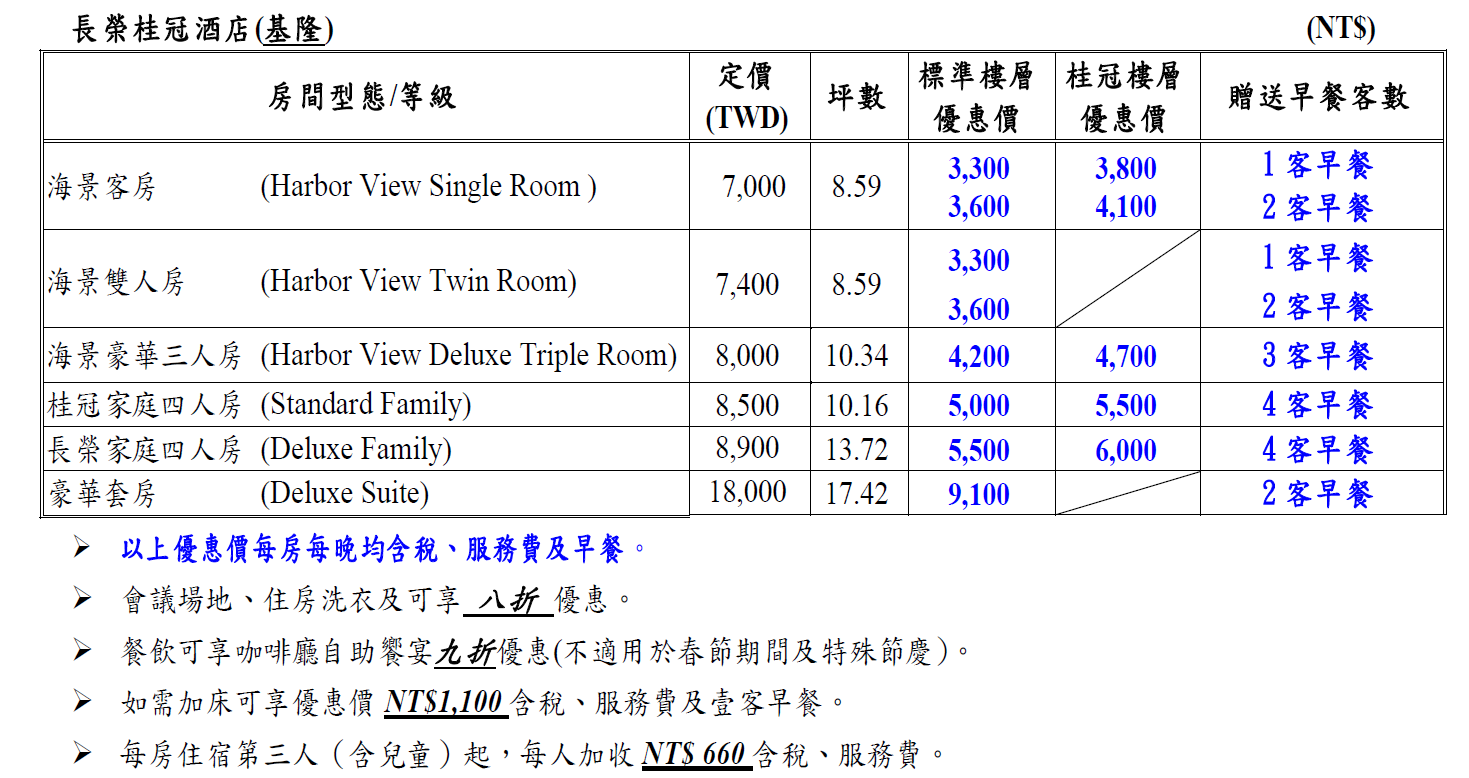 長榮桂冠酒店(基隆) (NT$)
房間型態/等級 定價 (TWD) 坪數 標準樓層 優惠價 桂冠樓層 優惠價 贈送早餐客數
海景客房 (Harbor View Single Room ) 7,000 8.59 3,300 3,800 1 客早餐
3,600 4,100 2 客早餐
海景雙人房 (Harbor View Twin Room) 7,400 8.59 3,300 1 客早餐
3,600 2 客早餐
海景豪華三人房 (Harbor View Deluxe Triple Room) 8,000 10.34 4,200 4,700 3 客早餐
桂冠家庭四人房 (Standard Family) 8,500 10.16 5,000 5,500 4 客早餐
長榮家庭四人房 (Deluxe Family) 8,900 13.72 5,500 6,000 4 客早餐
豪華套房 (Deluxe Suite) 18,000 17.42 9,100 2 客早餐
➢ 以上優惠價每房每晚均含稅、服務費及早餐。
➢ 會議場地、住房洗衣及可享 八折 優惠。
➢ 餐飲可享咖啡廳自助饗宴九折優惠(不適用於春節期間及特殊節慶)。
➢ 如需加床可享優惠價 NT$1,100 含稅、服務費及壹客早餐。
➢ 每房住宿第三人（含兒童）起，每人加收 NT$ 660 含稅、服務費。